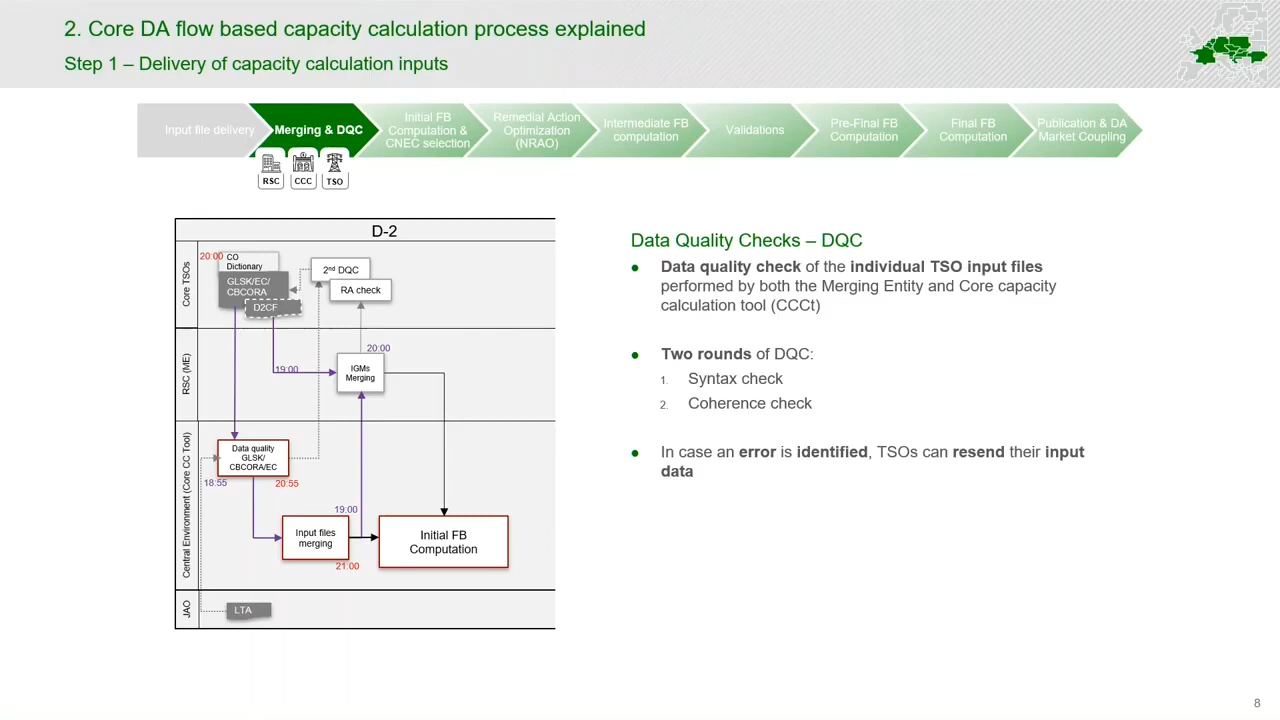 2. Core DA flow based capacity calculation process explained
Step 1 – Delivery of capacity calculation inputs
Input file delivery
Merging & DQC
Initial FB
Computation &
CNEC selection
Remedial Action
Optimization
(NRAO)
Intermediate FB
computation
Validations
Pre-Final FB
Computation
Final FB
Computation
Publication & DA
Market Coupling
RSC
CCC
TSO
D-2
Core TSOs
20:00
CO
Dictionary
GLSK/EC/
CBCORA
D2CF
2nd DQC
RA check
RSC (ME)
19:00
20:00
IGMs
Merging
Central Environment (Core CC Tool)
Data quality
GLSK/
CBCORA/EC
18:55
20:55
19:00
Input files
merging
21:00
Initial FB
Computation
JAO
LTA
Data Quality Checks – DQC
● Data quality check of the individual TSO input files
performed by both the Merging Entity and Core capacity
calculation tool (CCCt)
● Two rounds of DQC:
1. Syntax check
2. Coherence check
● In case an error is identified, TSOs can resend their input
data
8